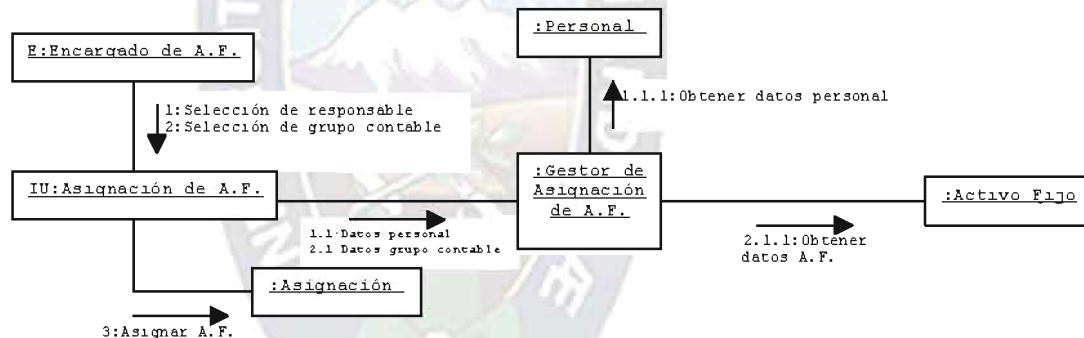 :Personal
E:Encargado de A.F.
1.1.1:Obtener datos personal
1:Selección de responsable
2:Selección de grupo contable
IU:Asignación de A.F.
:Gestor de
Asignación
de A.F.
:Activo Fijo
1.1:Datos personal
2.1 Datos grupo contable
2.1.1:Obtener
datos A.F.
:Asignación
3:Asignar A.F.